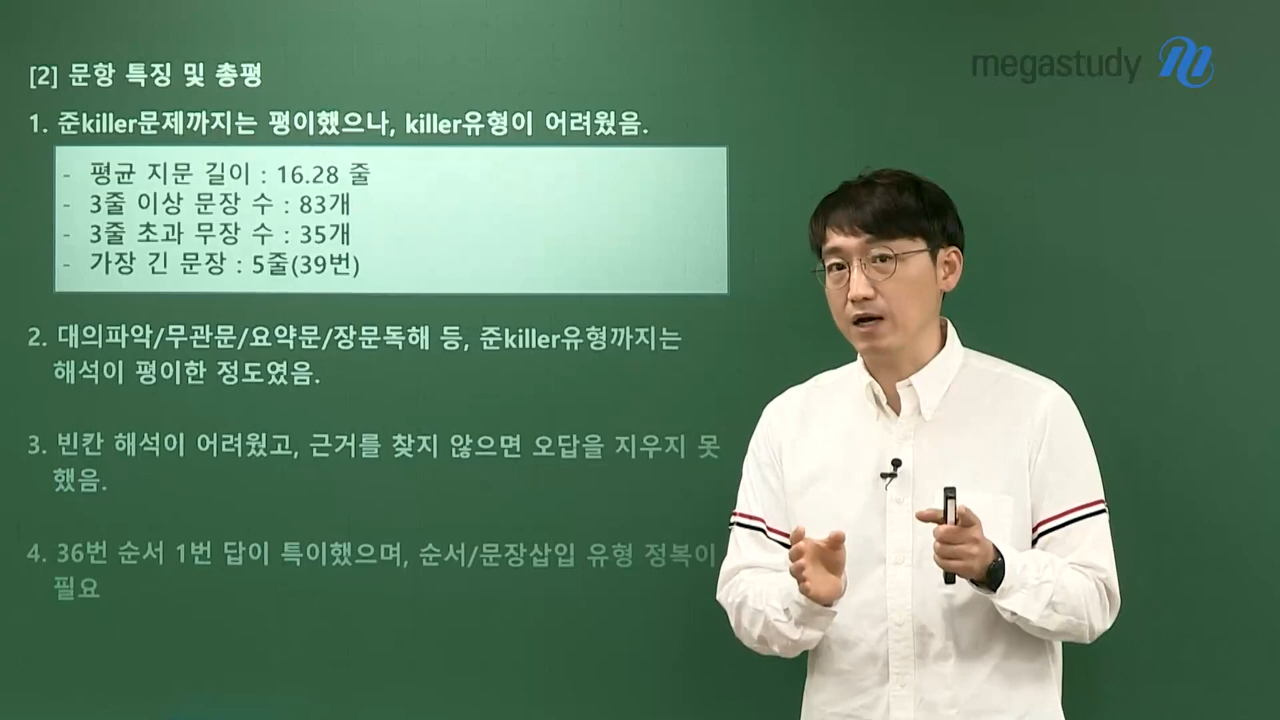 megastudy
[2] 문항 특징 및 총평
1. 준killer문제까지는 평이했으나, killer유형이 어려웠음.
- 평균 지문 길이 : 16.28 줄
- 3줄 이상 문장 수 : 83개
- 3줄 초과 무장 수 : 35개
- 가장 긴 문장 : 5줄(39번)
2. 대의파악/무관문/요약문/장문독해 등, 준killer유형까지는
해석이 평이한 정도였음.
3. 빈칸 해석이 어려웠고, 근거를 찾지 않으면 오답을 지우지 못
했음.
4. 36번 순서 1번 답이 특이했으며, 순서/문장삽입 유형 정복이
필요